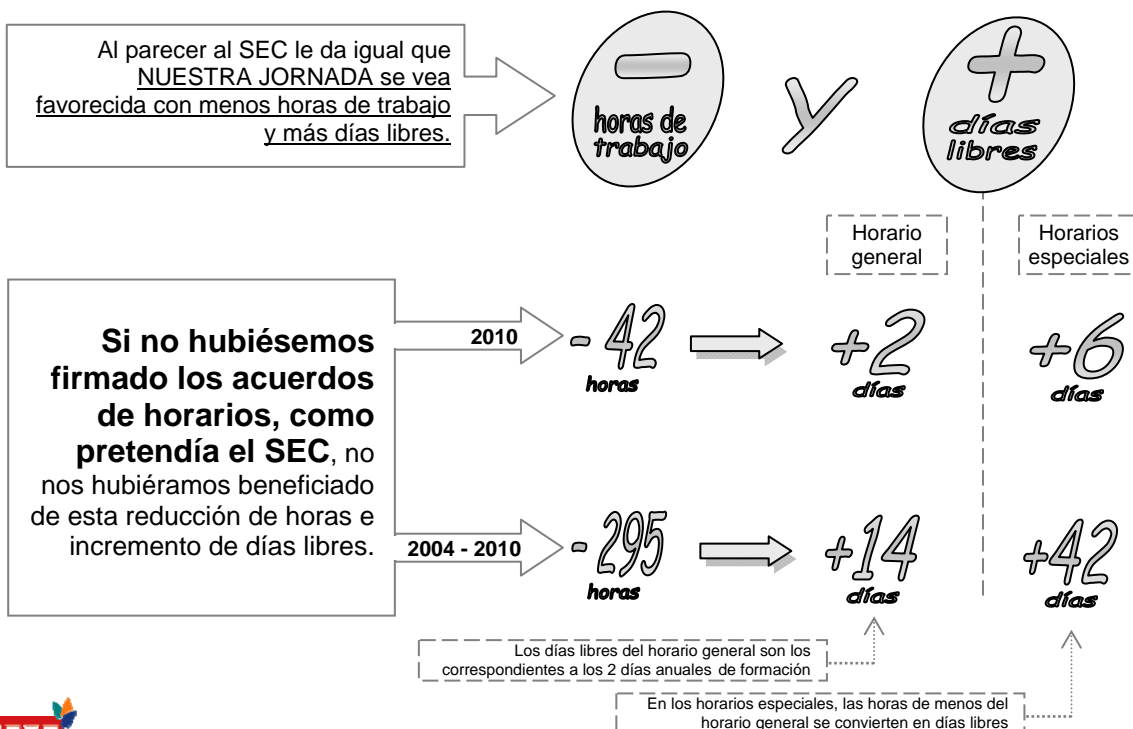 Al parecer al SEC le da igual que
NUESTRA JORNADA se vea
favorecida con menos horas de trabajo
y más días libres.
horas de
trabajo
y
+
días
libres
Horario
general
Horarios
especiales
Si no hubiésemos
firmado los acuerdos
de horarios, como
pretendía el SEC, no
nos hubiéramos beneficiado
de esta reducción de horas e
incremento de días libres.
2010
- 42
horas
+2
días
+6
días
2004 - 2010
- 295
horas
+14
días
+42
días
Los días libres del horario general son los
correspondientes a los 2 días anuales de formación
En los horarios especiales, las horas de menos del
horario general se convierten en días libres